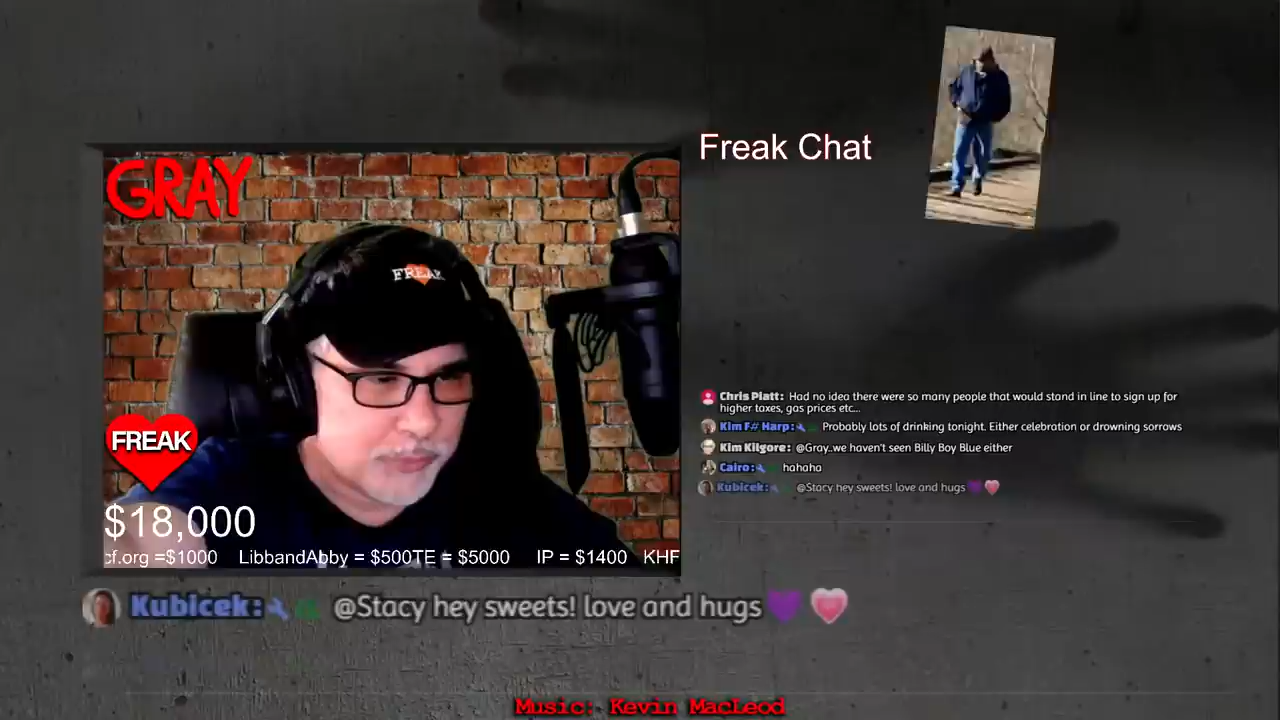 GRAY
FREAK
FREAK
$18,000
cf.org =$1000 LibbandAbby = $500TE = $5000 IP = $1400 KHF
Freak Chat
Chris Piatt: Had no idea there were so many people that would stand in line to sign up for
higher taxes, gas prices etc...
Kim F# Harp: Probably lots of drinking tonight. Either celebration or drowning sorrows
Kim Kilgore: @Gray..we haven't seen Billy Boy Blue either
Cairo: hahaha
Kubicek: @Stacy hey sweets! love and hugs💜💗
Kubicek: @Stacy hey sweets! love and hugs💜💗
Music: Kevin MacLeod